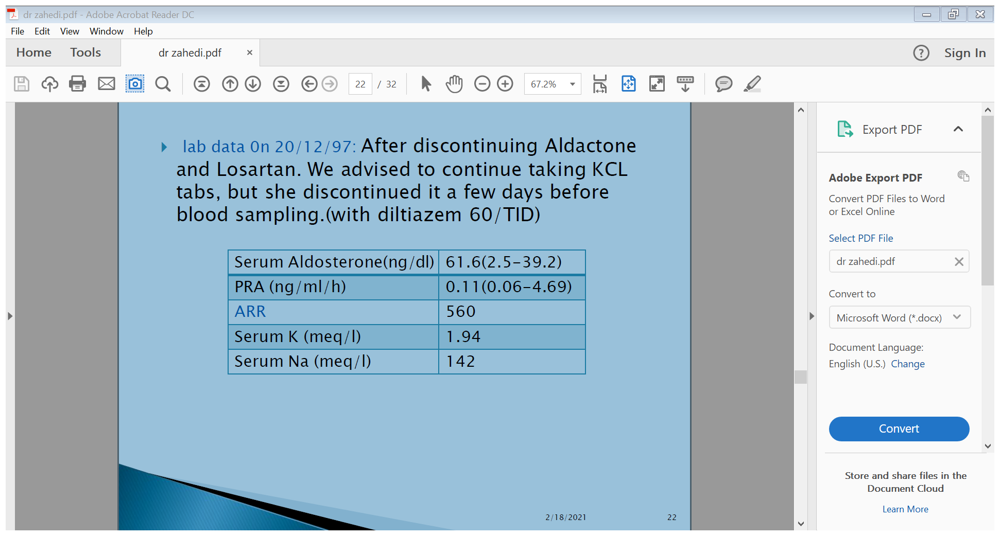 dr zahedi.pdf - Adobe Acrobat Reader DC
File Edit View Window Help
Home Tools dr zahedi.pdf × ? Sign In
22 / 32 67.2%
lab data 0n 20/12/97: After discontinuing Aldactone
and Losartan. We advised to continue taking KCL
tabs, but she discontinued it a few days before
blood sampling.(with diltiazem 60/TID)
Serum Aldosterone(ng/dl) 61.6(2.5-39.2)
PRA (ng/ml/h) 0.11(0.06-4.69)
ARR 560
Serum K (meq/l) 1.94
Serum Na (meq/l) 142
2/18/2021 22
Export PDF
Adobe Export PDF
Convert PDF Files to Word
or Excel Online
Select PDF File
dr zahedi.pdf
Convert to
Microsoft Word (*.docx)
Document Language:
English (U.S.) Change
Convert
Store and share files in the
Document Cloud
Learn More